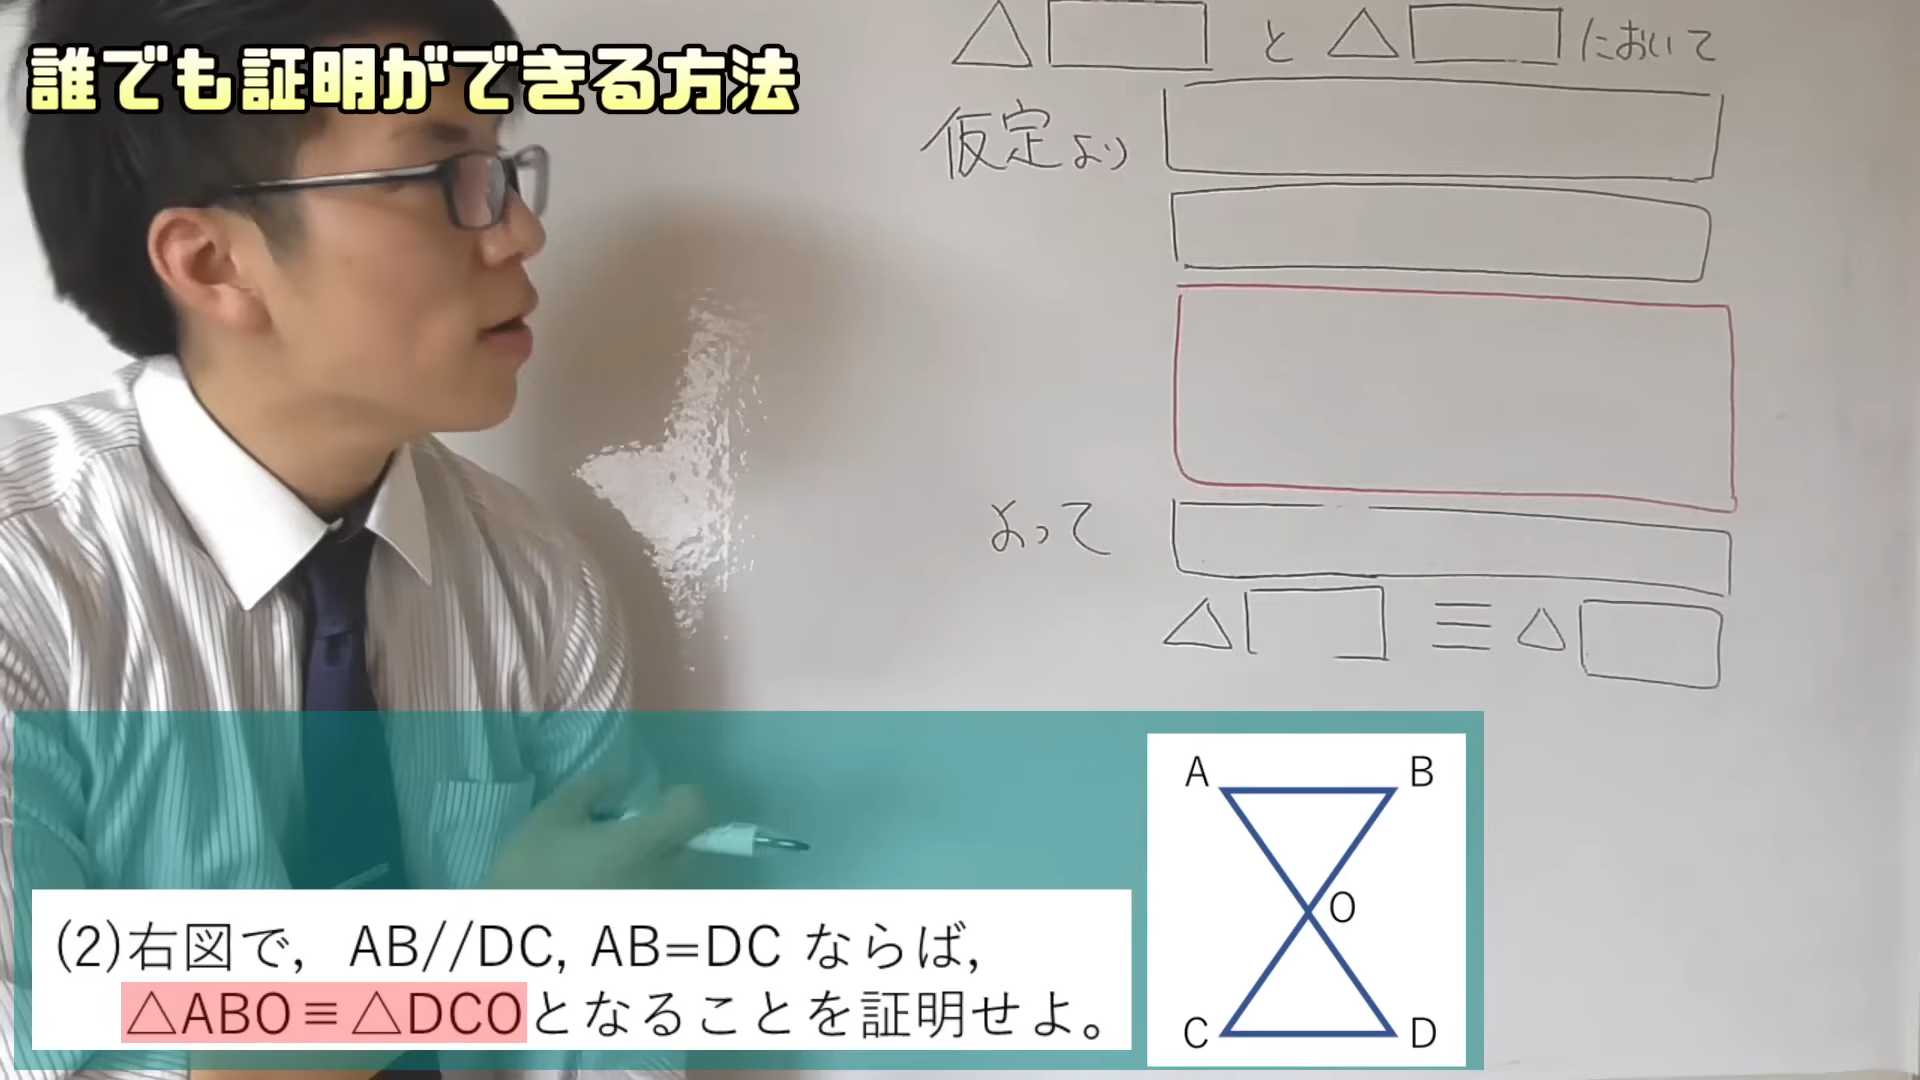 誰でも証明ができる方法
△ と △ において
仮定より
よって
△ ≡ △
(2)右図で, AB//DC, AB=DC ならば,
△ABO≡△DCOとなることを証明せよ。
A B
O
C D